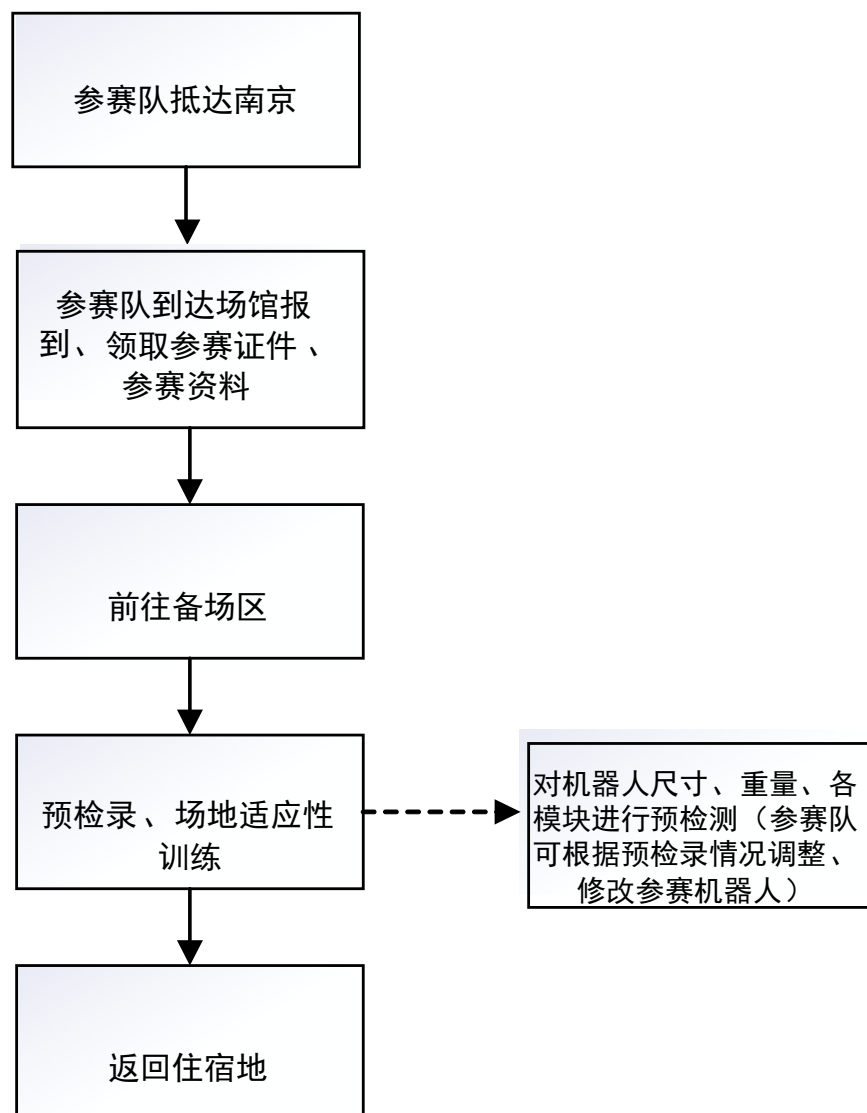 参赛队抵达南京
参赛队到达场馆报
到、领取参赛证件、
参赛资料
前往备场区
预检录、场地适应性
训练
对机器人尺寸、重量、各
模块进行预检测（参赛队
可根据预检录情况调整、
修改参赛机器人）
返回住宿地